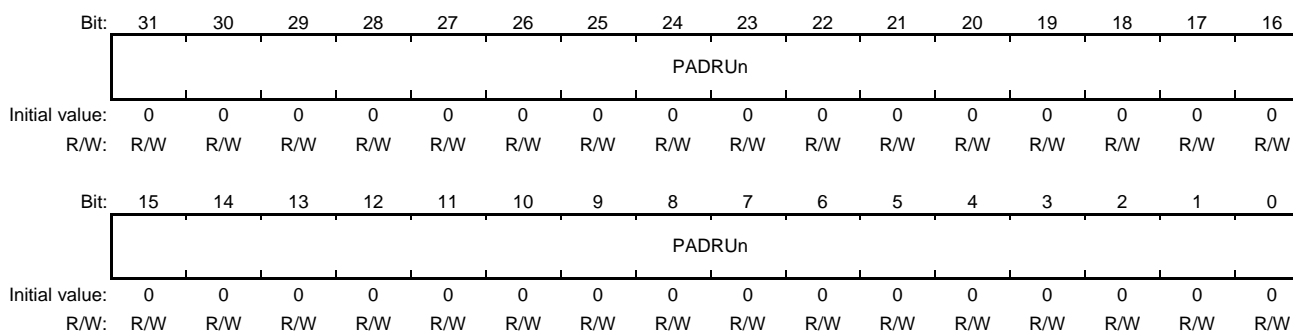 Bit: 31 30 29 28 27 26 25 24 23 22 21 20 19 18 17 16
PADRUn
Initial value: 0 0 0 0 0 0 0 0 0 0 0 0 0 0 0 0
R/W: R/W R/W R/W R/W R/W R/W R/W R/W R/W R/W R/W R/W R/W R/W R/W R/W
Bit: 15 14 13 12 11 10 9 8 7 6 5 4 3 2 1 0
PADRUn
Initial value: 0 0 0 0 0 0 0 0 0 0 0 0 0 0 0 0
R/W: R/W R/W R/W R/W R/W R/W R/W R/W R/W R/W R/W R/W R/W R/W R/W R/W